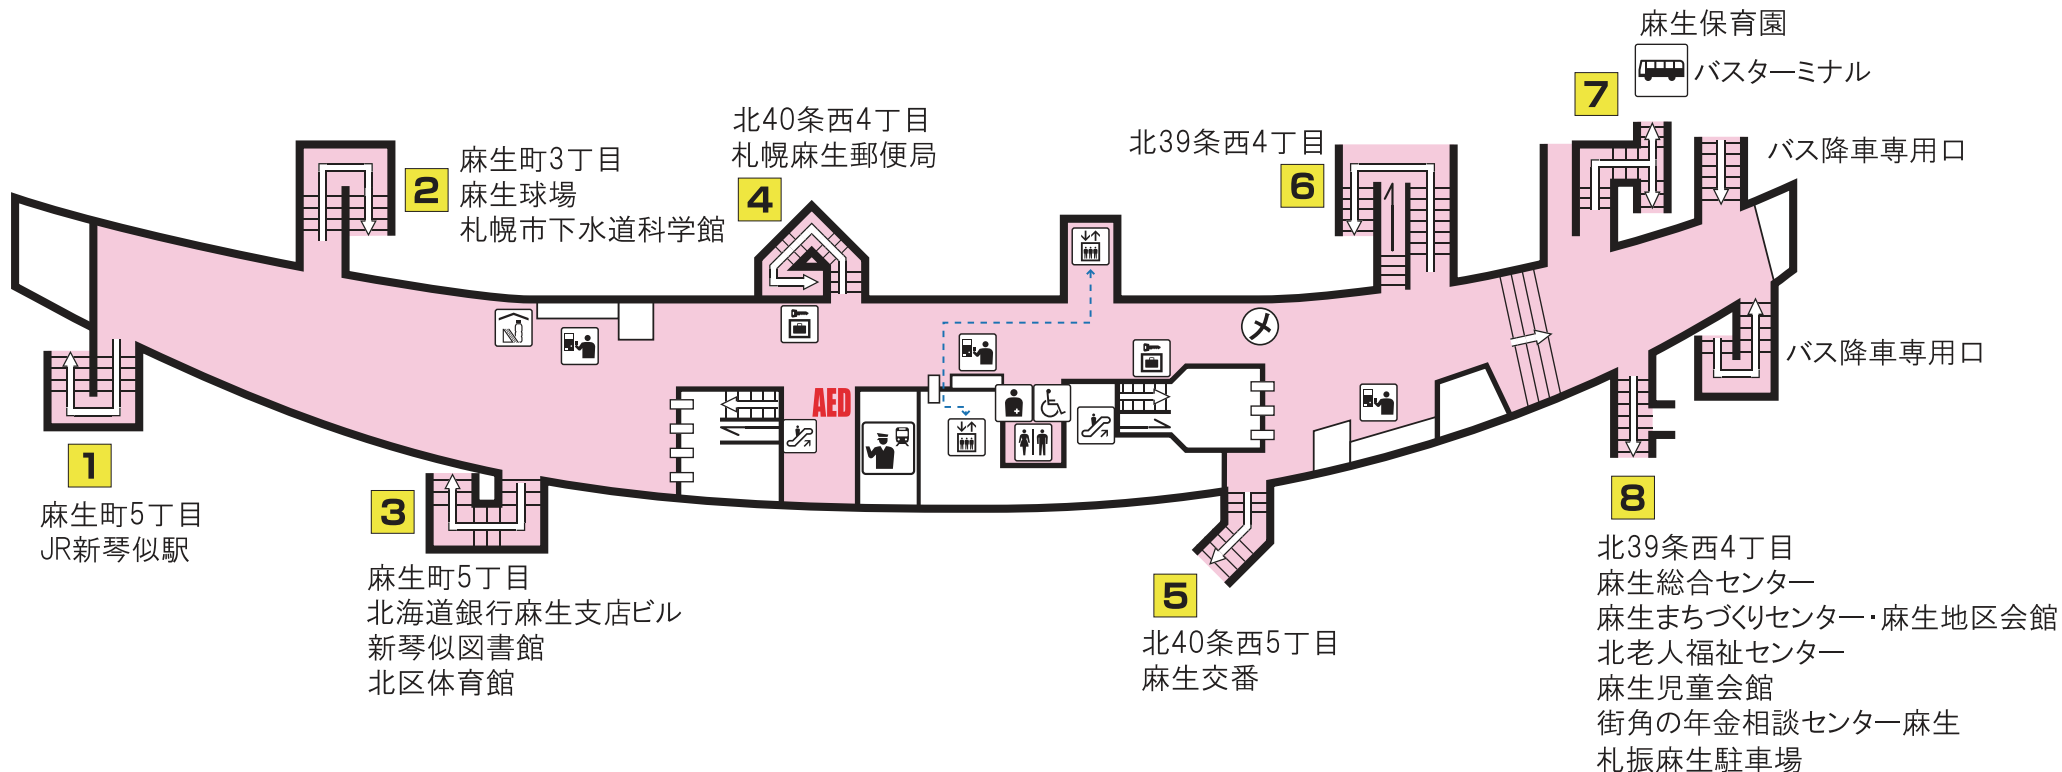 麻生保育園
バスターミナル
7
バス降車専用口
北40条西4丁目
札幌麻生郵便局
4
北39条西4丁目
6
麻生町3丁目
麻生球場
札幌市下水道科学館
2
メ
バス降車専用口
AED
1
麻生町5丁目
JR新琴似駅
3
麻生町5丁目
北海道銀行麻生支店ビル
新琴似図書館
北区体育館
5
北40条西5丁目
麻生交番
8
北39条西4丁目
麻生総合センター
麻生まちづくりセンター・麻生地区会館
北老人福祉センター
麻生児童会館
街角の年金相談センター麻生
札振麻生駐車場